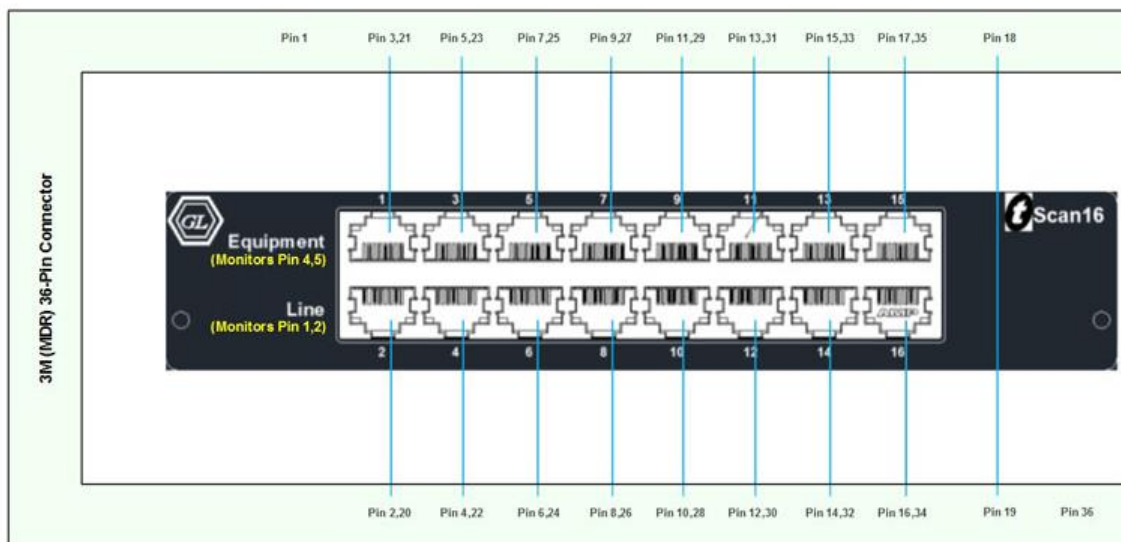 Pin 1 Pin 3,21 Pin 5,23 Pin 7,25 Pin 9,27 Pin 11,29 Pin 13,31 Pin 15,33 Pin 17,35 Pin 18
3M (MDR) 36-Pin Connector
1 3 5 7 9 11 13 15
GL
t Scan16
Equipment
(Monitors Pin 4,5)
Line
(Monitors Pin 1,2)
AMP
2 4 6 8 10 12 14 16
Pin 2,20 Pin 4,22 Pin 6,24 Pin 8,26 Pin 10,28 Pin 12,30 Pin 14,32 Pin 16,34 Pin 19 Pin 36